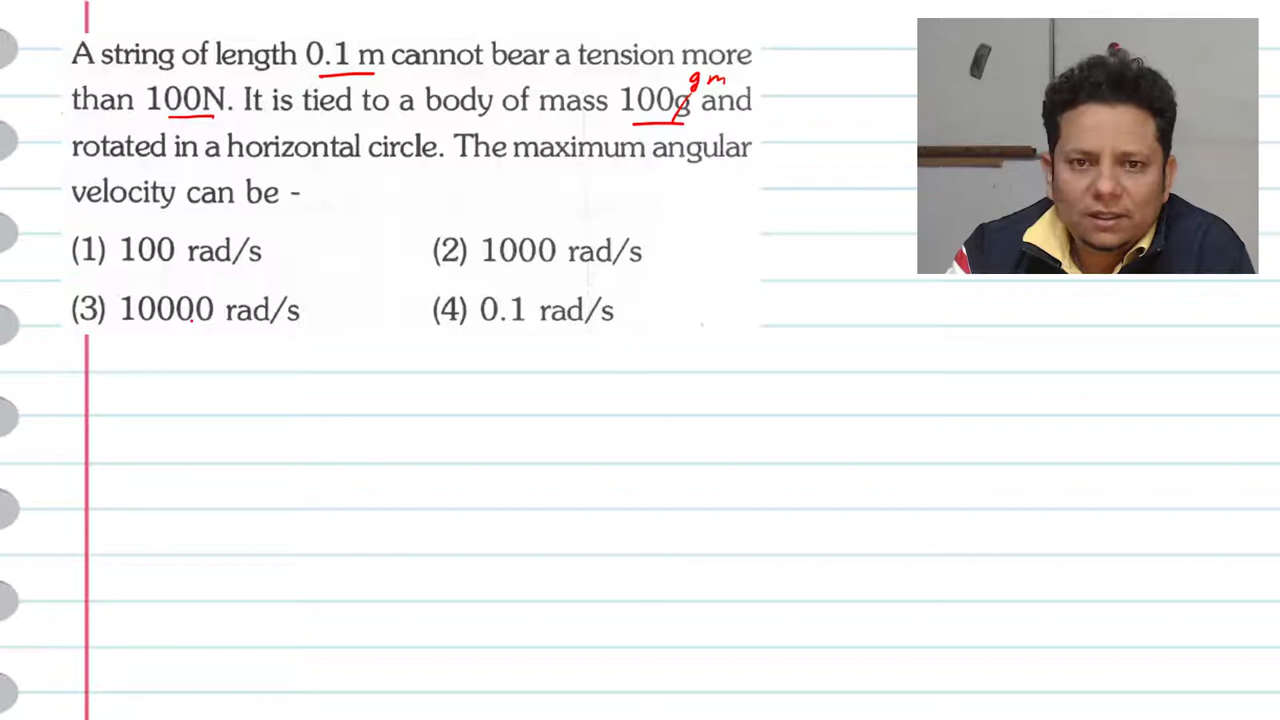 A string of length 0.1 m cannot bear a tension more
gm
than 100N. It is tied to a body of mass 100g and
rotated in a horizontal circle. The maximum angular
velocity can be -
(1) 100 rad/s (2) 1000 rad/s
(3) 10000 rad/s (4) 0.1 rad/s